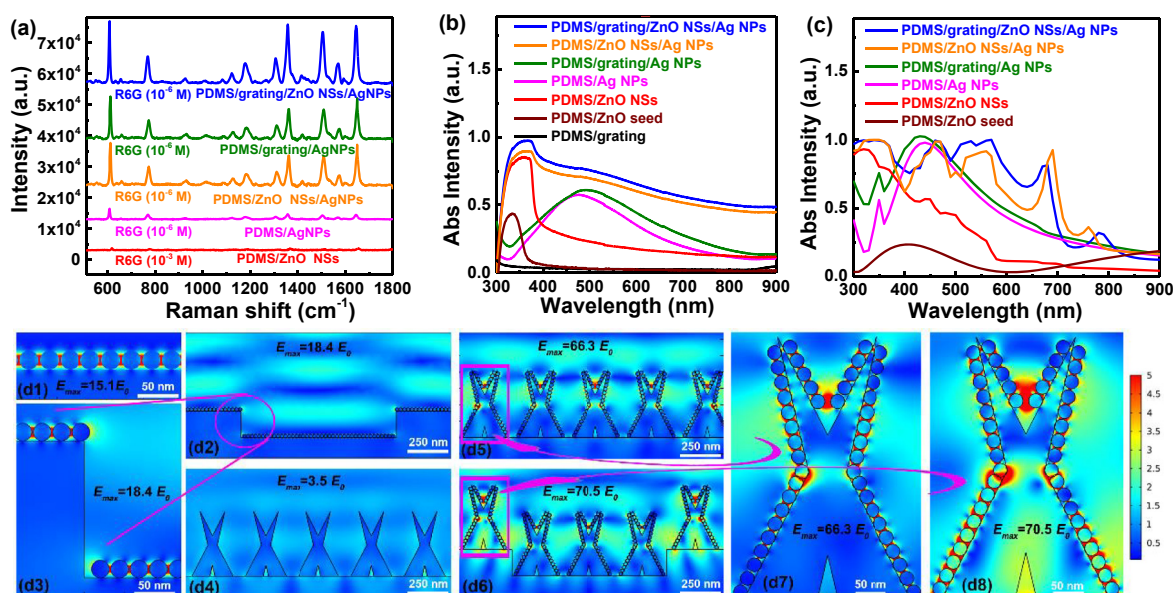 (a)
7x10⁴
6x10⁴
5x10⁴
4x10⁴
3x10⁴
2x10⁴
1x10⁴
0
Intensity (a.u.)
R6G (10⁻⁶ M) PDMS/grating/ZnO NSs/AgNPs
R6G (10⁻⁶ M) PDMS/grating/AgNPs
R6G (10⁻⁶ M) PDMS/ZnO NSs/AgNPs
R6G (10⁻⁶ M) PDMS/AgNPs
R6G (10⁻³ M) PDMS/ZnO NSs
600 800 1000 1200 1400 1600 1800
Raman shift (cm⁻¹)
(b)
PDMS/grating/ZnO NSs/Ag NPs
PDMS/ZnO NSs/Ag NPs
PDMS/grating/Ag NPs
PDMS/Ag NPs
PDMS/ZnO NSs
PDMS/ZnO seed
PDMS/grating
Abs Intensity (a.u.)
1.0
0.5
0.0
300 400 500 600 700 800 900
Wavelength (nm)
(c)
PDMS/grating/ZnO NSs/Ag NPs
PDMS/ZnO NSs/Ag NPs
PDMS/grating/Ag NPs
PDMS/Ag NPs
PDMS/ZnO NSs
PDMS/ZnO seed
Abs Intensity (a.u.)
1.0
0.5
0.0
300 400 500 600 700 800 900
Wavelength (nm)
(d1)
Emax=15.1E0
50 nm
Emax=18.4 E0
(d2)
250 nm
Emax=18.4 E0
(d3)
50 nm
Emax=3.5 E0
(d4)
250 nm
Emax=66.3 E0
(d5)
250 nm
Emax=70.5 E0
(d6)
250 nm
Emax=66.3 E0
(d7)
50 nm
Emax=70.5 E0
(d8)
50 nm
5
4.5
4
3.5
3
2.5
2
1.5
1
0.5